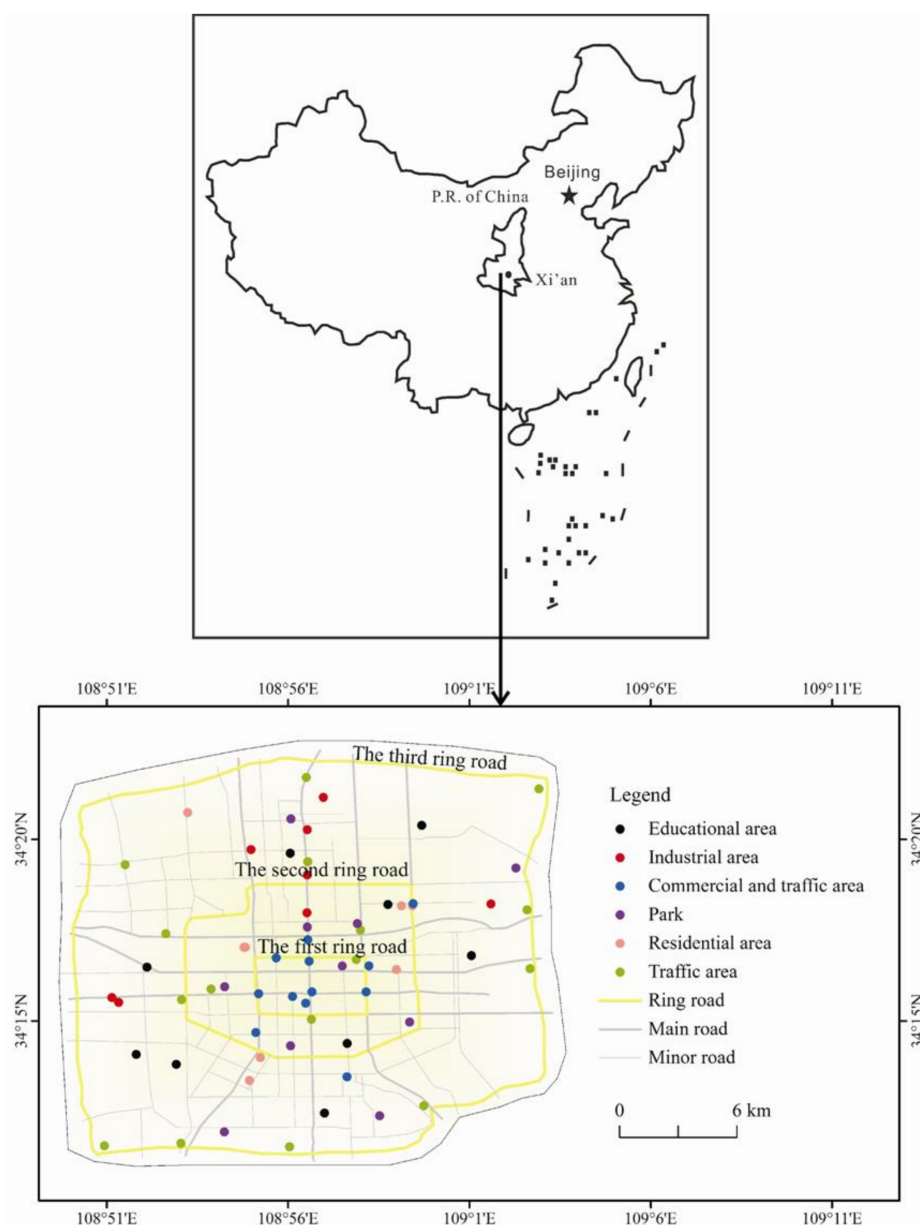 Beijing
P.R. of China
Xi'an
108°51'E 108°56'E 109°1'E 109°6'E 109°11'E
The third ring road
34°20'N 34°20'N
The second ring road
The first ring road
34°15'N 34°15'N
Legend
Educational area
Industrial area
Commercial and traffic area
Park
Residential area
Traffic area
Ring road
Main road
Minor road
0 6 km
108°51'E 108°56'E 109°1'E 109°6'E 109°11'E